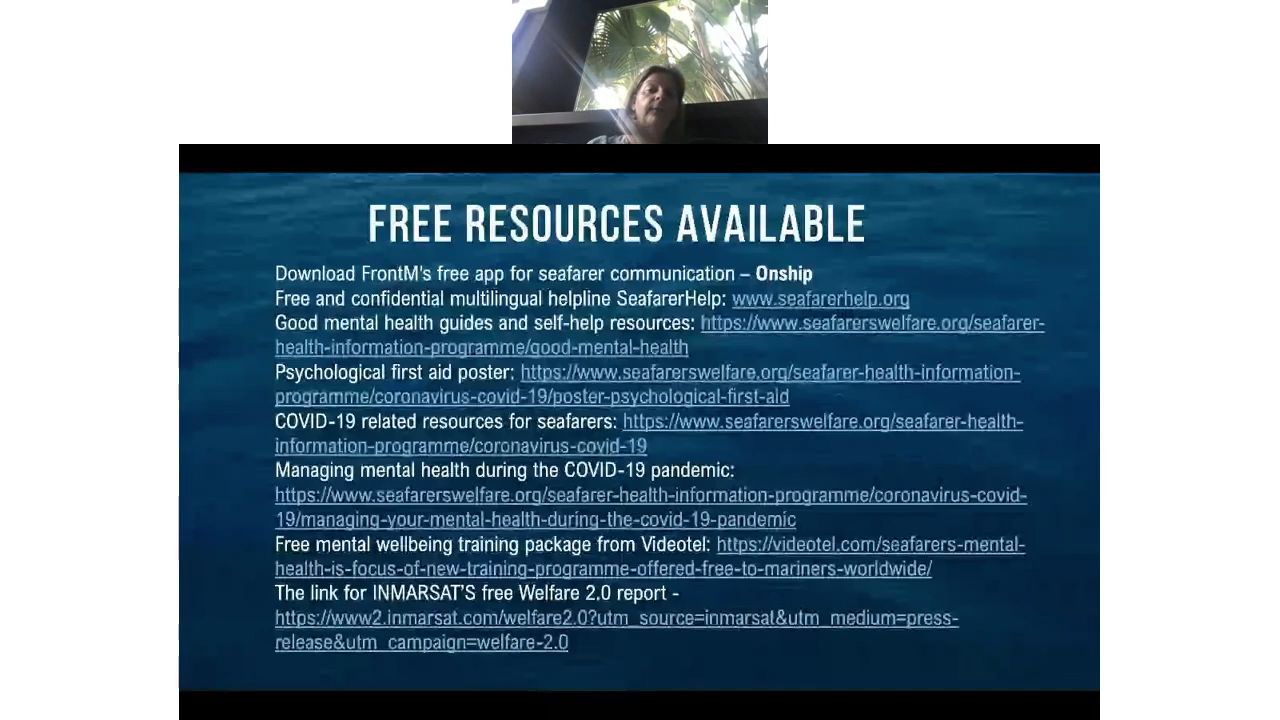 FREE RESOURCES AVAILABLE
Download FrontM's free app for seafarer communication – Onship
Free and confidential multilingual helpline SeafarerHelp: www.seafarerhelp.org
Good mental health guides and self-help resources: https://www.seafarerswelfare.org/seafarer-
health-information-programme/good-mental-health
Psychological first aid poster: https://www.seafarerswelfare.org/seafarer-health-information-
programme/coronavirus-covid-19/poster-psychological-first-aid
COVID-19 related resources for seafarers: https://www.seafarerswelfare.org/seafarer-health-
information-programme/coronavirus-covid-19
Managing mental health during the COVID-19 pandemic:
https://www.seafarerswelfare.org/seafarer-health-information-programme/coronavirus-covid-
19/managing-your-mental-health-during-the-covid-19-pandemic
Free mental wellbeing training package from Videotel: https://videotel.com/seafarers-mental-
health-is-focus-of-new-training-programme-offered-free-to-mariners-worldwide/
The link for INMARSAT'S free Welfare 2.0 report -
https://www2.inmarsat.com/welfare2.0?utm_source=inmarsat&utm_medium=press-
release&utm_campaign=welfare-2.0